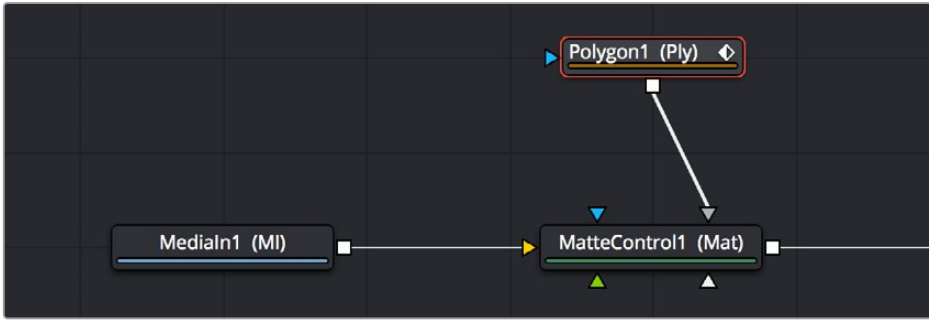 Polygon1 (Ply)
MediaIn1 (MI)
MatteControl1 (Mat)